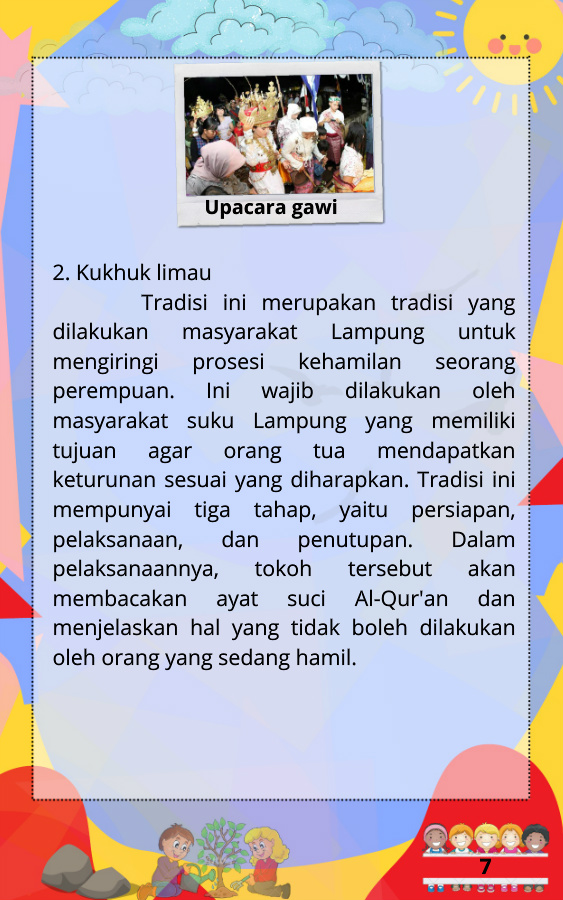 Upacara gawi
2. Kukhuk limau
Tradisi ini merupakan tradisi yang
dilakukan masyarakat Lampung untuk
mengiringi prosesi kehamilan seorang
perempuan. Ini wajib dilakukan oleh
masyarakat suku Lampung yang memiliki
tujuan agar orang tua mendapatkan
keturunan sesuai yang diharapkan. Tradisi ini
mempunyai tiga tahap, yaitu persiapan,
pelaksanaan, dan penutupan. Dalam
pelaksanaannya, tokoh tersebut akan
membacakan ayat suci Al-Qur'an dan
menjelaskan hal yang tidak boleh dilakukan
oleh orang yang sedang hamil.
7